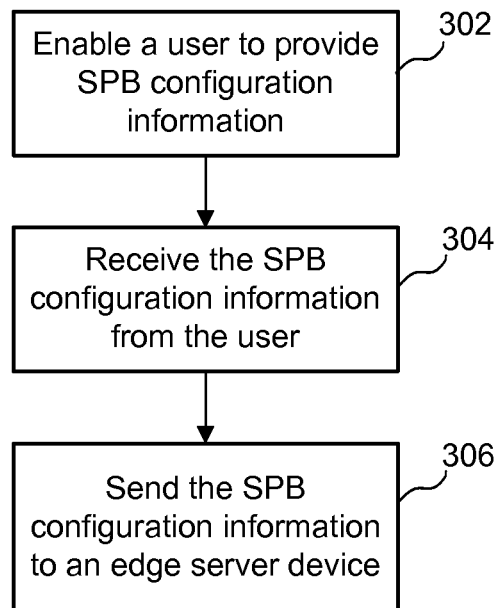 302
Enable a user to provide
SPB configuration
information
304
Receive the SPB
configuration information
from the user
306
Send the SPB
configuration information
to an edge server device